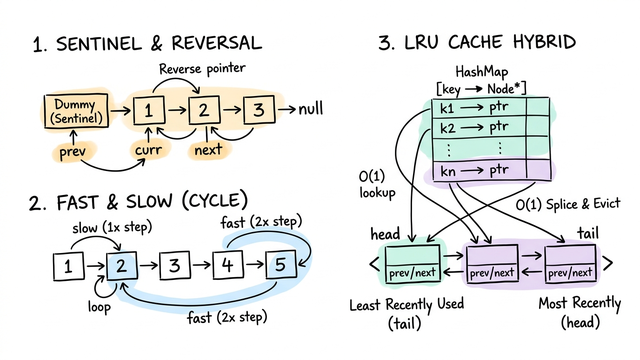 1. SENTINEL & REVERSAL
Reverse pointer
Dummy
(Sentinel)
1
2
3
null
prev
curr
next
2. FAST & SLOW (CYCLE)
slow (1x step)
fast (2x step)
1
2
3
4
5
loop
fast (2x step)
3. LRU CACHE HYBRID
HashMap
[key → Node*]
k1 → ptr
k2 → ptr
⋮ ⋮
kn → ptr
O(1)
lookup
O(1) Splice & Evict
head
tail
prev/next
prev/next
prev/next
Least Recently Used
(tail)
Most Recently
(head)